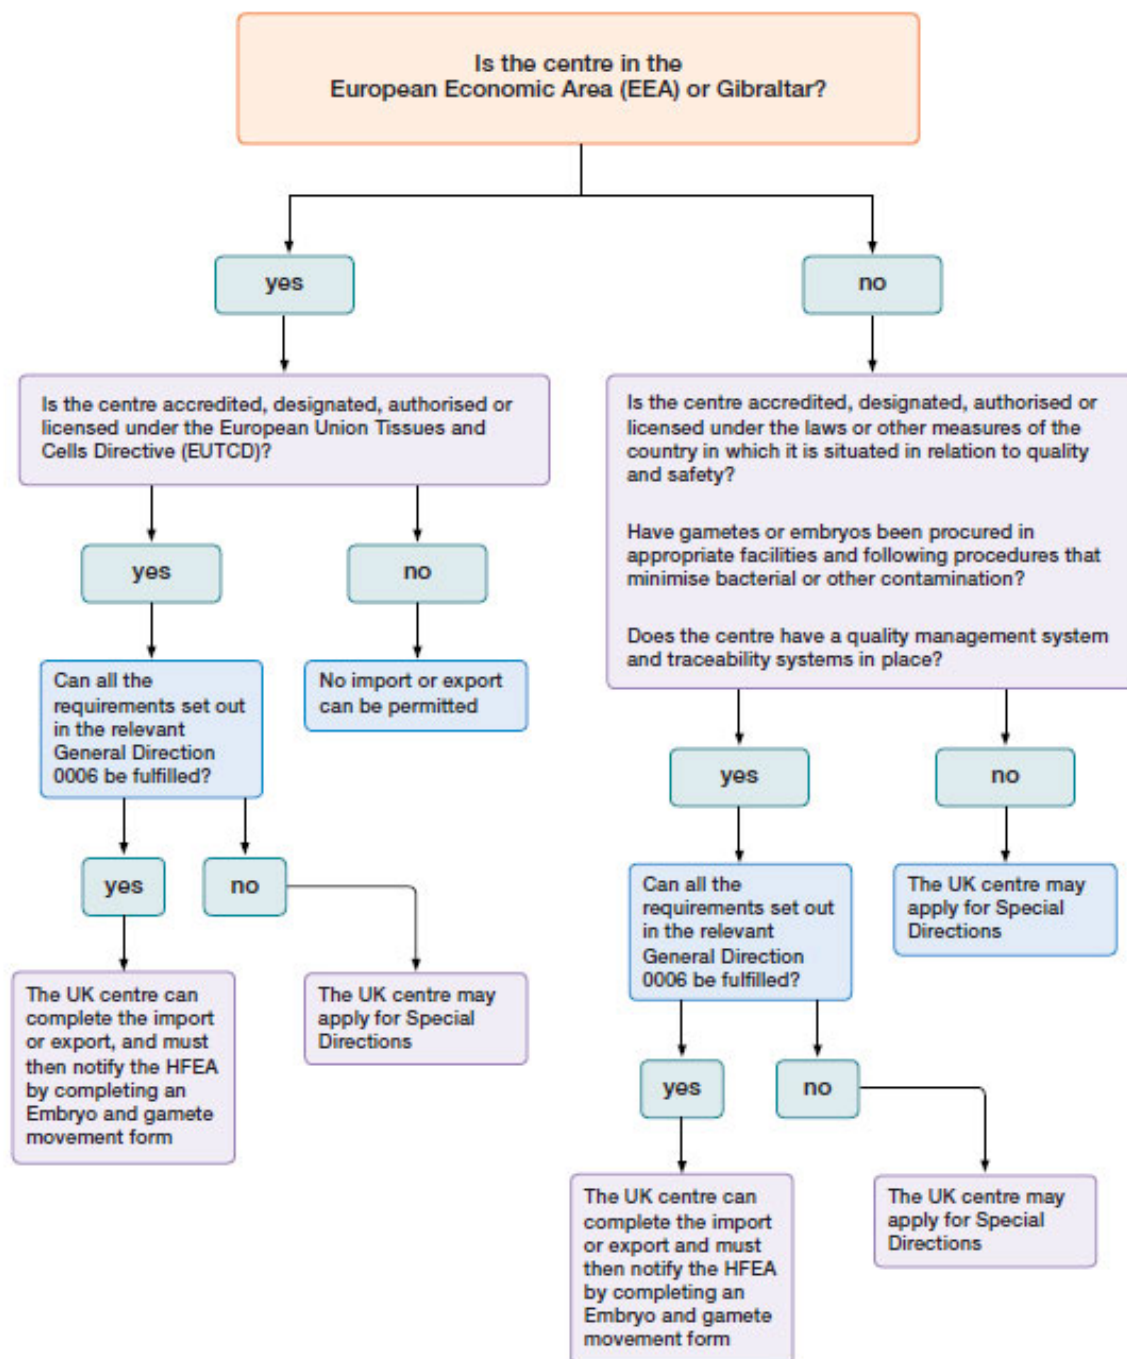 Is the centre in the
European Economic Area (EEA) or Gibraltar?
yes
no
Is the centre accredited, designated, authorised or
licensed under the European Union Tissues and
Cells Directive (EUTCD)?
yes
no
Can all the
requirements set out
in the relevant
General Direction
0006 be fulfilled?
No import or export
can be permitted
yes
no
The UK centre can
complete the import
or export, and must
then notify the HFEA
by completing an
Embryo and gamete
movement form
The UK centre may
apply for Special
Directions
Is the centre accredited, designated, authorised or
licensed under the laws or other measures of the
country in which it is situated in relation to quality
and safety?
Have gametes or embryos been procured in
appropriate facilities and following procedures that
minimise bacterial or other contamination?
Does the centre have a quality management system
and traceability systems in place?
yes
no
Can all the
requirements set out
in the relevant
General Direction
0006 be fulfilled?
The UK centre may
apply for Special
Directions
yes
no
The UK centre can
complete the import
or export and must
then notify the HFEA
by completing an
Embryo and gamete
movement form
The UK centre may
apply for Special
Directions